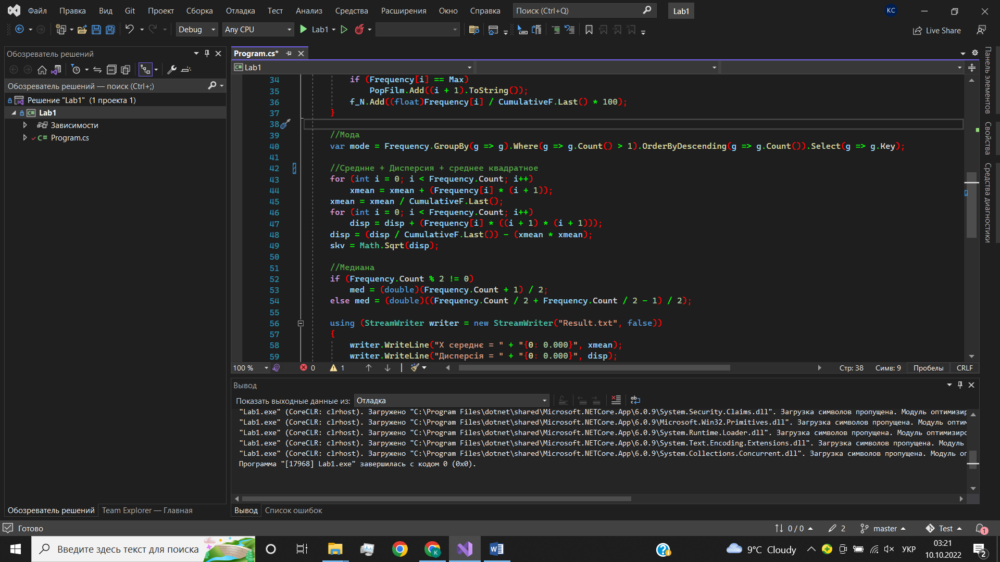 Файл Правка Вид Git Проект Сборка Отладка Тест Анализ Средства Расширения Окно Справка Поиск (Ctrl+Q) Lab1 KC
Debug Any CPU Lab1 Live Share
Обозреватель решений
Обозреватель решений — поиск (Ctrl+;)
Решение "Lab1" (1 проекта 1)
C# Lab1
Зависимости
C# Program.cs
Обозреватель решений Team Explorer — Главная
Program.cs*
C# Lab1
34 if (Frequency[i] == Max)
35 PopFilm.Add((i + 1).ToString());
36 f_N.Add((float)Frequency[i] / CumulativeF.Last() * 100);
37 }
38
39 //Мода
40 var mode = Frequency.GroupBy(g => g).Where(g => g.Count() > 1).OrderByDescending(g => g.Count()).Select(g => g.Key);
41
42 //Среднне + Дисперсия + среднее квадратное
43 for (int i = 0; i < Frequency.Count; i++)
44 xmean = xmean + (Frequency[i] * (i + 1));
45 xmean = xmean / CumulativeF.Last();
46 for (int i = 0; i < Frequency.Count; i++)
47 disp = disp + (Frequency[i] * ((i + 1) * (i + 1)));
48 disp = (disp / CumulativeF.Last()) - (xmean * xmean);
49 skv = Math.Sqrt(disp);
50
51 //Медиана
52 if (Frequency.Count % 2 != 0)
53 med = (double)(Frequency.Count + 1) / 2;
54 else med = (double)((Frequency.Count / 2 + Frequency.Count / 2 - 1) / 2);
55
56 using (StreamWriter writer = new StreamWriter("Result.txt", false))
57 {
58 writer.WriteLine("X середнє = " + "{0: 0.000}", xmean);
59 writer.WriteLine("Дисперсія = " + "{0: 0.000}", disp);
100 % 0 1 Стр: 38 Симв: 9 Пробелы CRLF
Панель элементов
Свойства
Средства диагностики
Вывод
Показать выходные данные из: Отладка
"Lab1.exe" (CoreCLR: clrhost). Загружено "C:\Program Files\dotnet\shared\Microsoft.NETCore.App\6.0.9\System.Security.Claims.dll". Загрузка символов пропущена. Модуль оптимизир
"Lab1.exe" (CoreCLR: clrhost). Загружено "C:\Program Files\dotnet\shared\Microsoft.NETCore.App\6.0.9\Microsoft.Win32.Primitives.dll". Загрузка символов пропущена. Модуль оптим
"Lab1.exe" (CoreCLR: clrhost). Загружено "C:\Program Files\dotnet\shared\Microsoft.NETCore.App\6.0.9\System.Runtime.Loader.dll". Загрузка символов пропущена. Модуль оптимизиро
"Lab1.exe" (CoreCLR: clrhost). Загружено "C:\Program Files\dotnet\shared\Microsoft.NETCore.App\6.0.9\System.Text.Encoding.Extensions.dll". Загрузка символов пропущена. Модуль
"Lab1.exe" (CoreCLR: clrhost). Загружено "C:\Program Files\dotnet\shared\Microsoft.NETCore.App\6.0.9\System.Collections.Concurrent.dll". Загрузка символов пропущена. Модуль оп
Программа "[17968] Lab1.exe" завершилась с кодом 0 (0x0).
Вывод Список ошибок
Готово 0 / 0 2 master Test 1
Введите здесь текст для поиска 9°C Cloudy УКР 03:21
10.10.2022 2